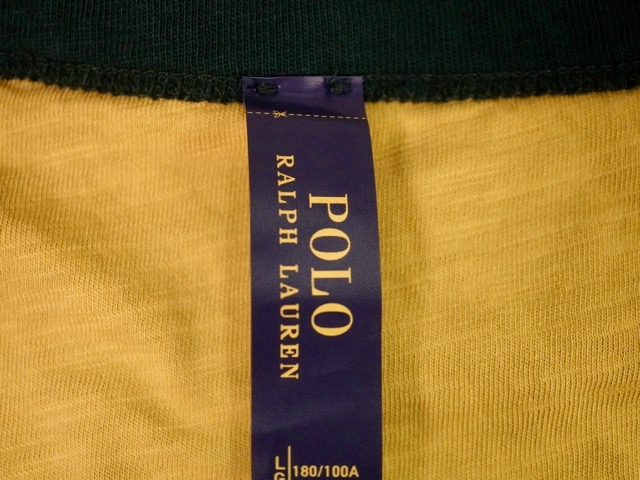 POLO
RALPH LAUREN
LG
180/100A